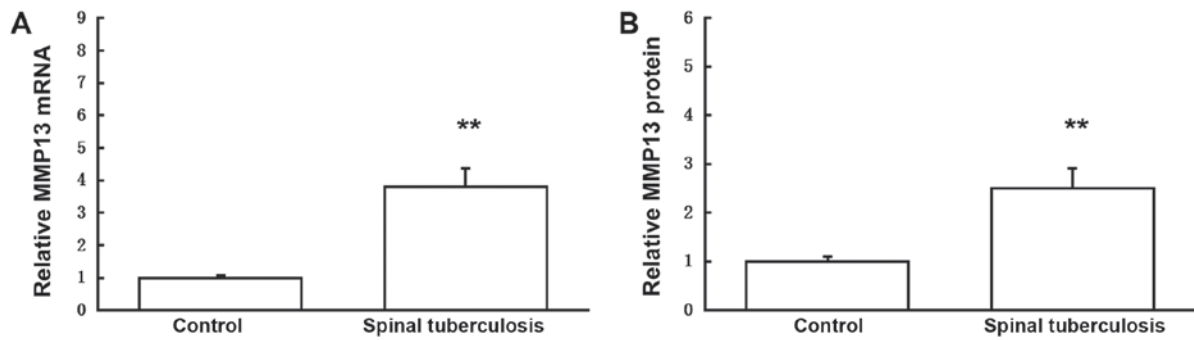 A
Relative MMP13 mRNA
9
8
7
6
5
4
3
2
1
0
**
Control
Spinal tuberculosis
B
Relative MMP13 protein
6
5
4
3
2
1
0
**
Control
Spinal tuberculosis